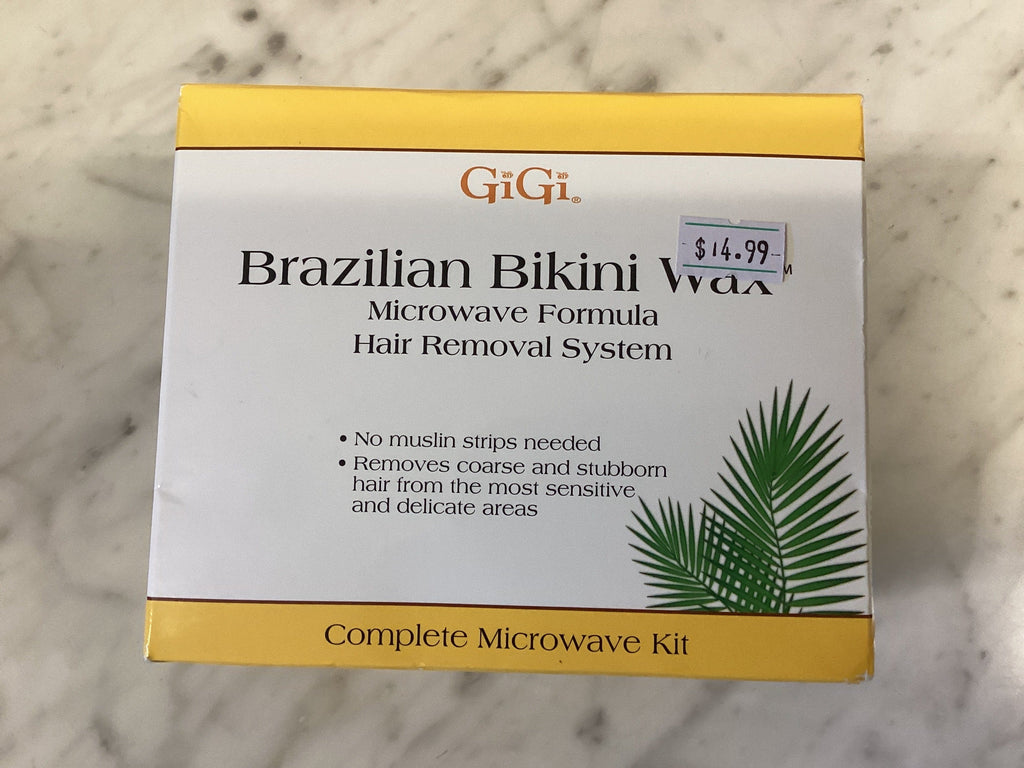 GiGi®
$14.99
Brazilian Bikini Wax™
Microwave Formula
Hair Removal System
• No muslin strips needed
• Removes coarse and stubborn
hair from the most sensitive
and delicate areas
Complete Microwave Kit